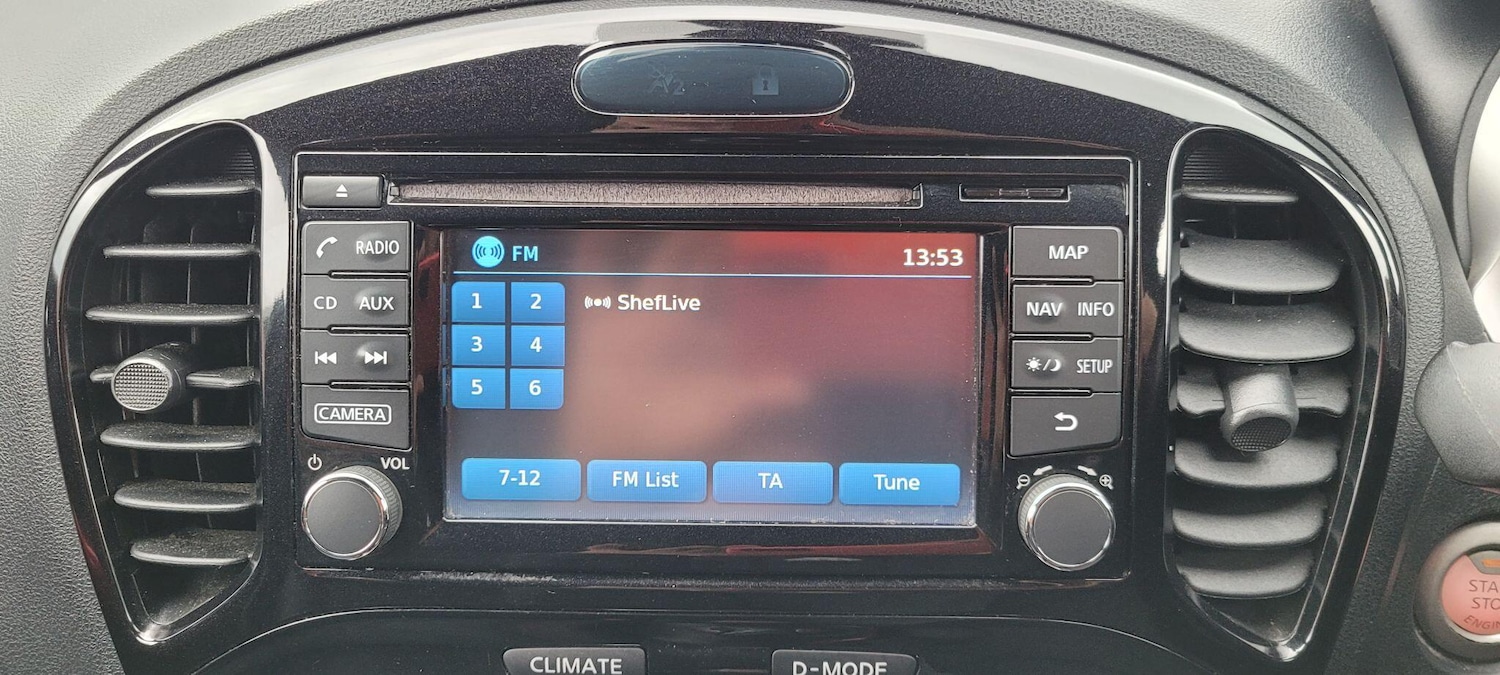 RADIO
CD AUX
CAMERA
VOL
FM 13:53
1 2
3 4
5 6
ShefLive
7-12 FM List TA Tune
MAP
NAV INFO
SETUP
CLIMATE
D-MODE